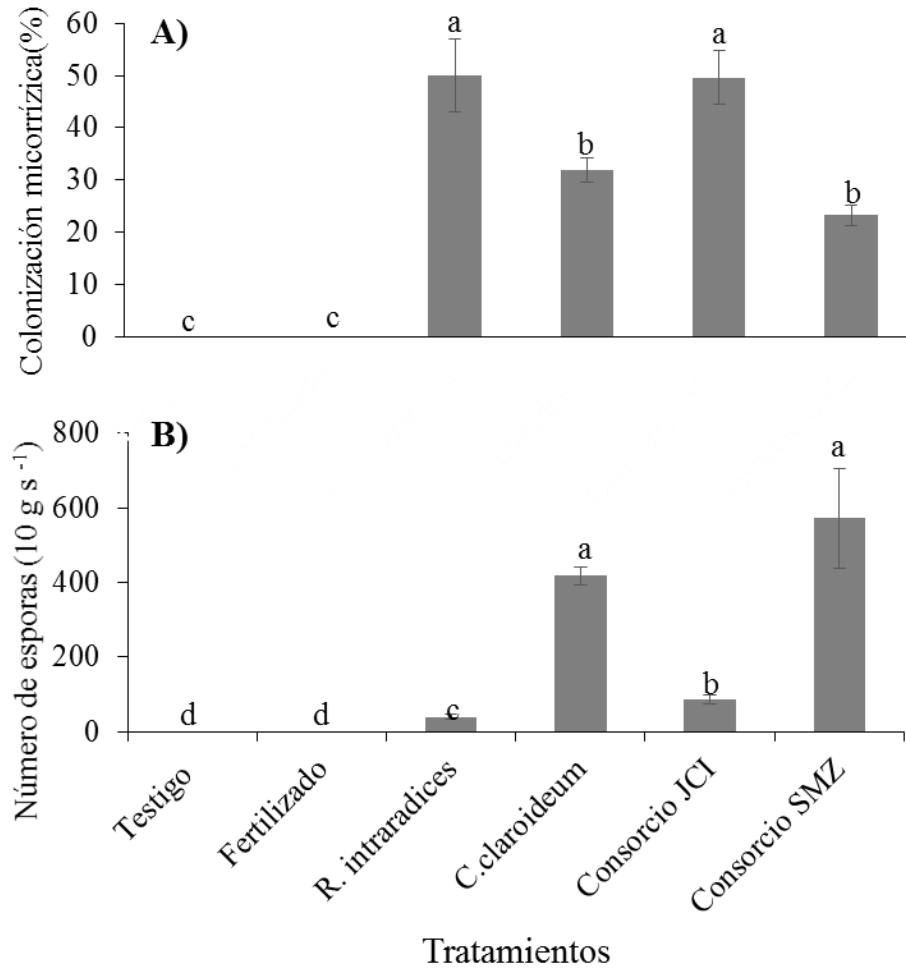 A)
Colonización micorrízica(%)
60
50
40
30
20
10
0
c
c
a
b
a
b
B)
Número de esporas (10 g s -1)
800
600
400
200
0
d
d
c
a
b
a
Testigo
Fertilizado
R. intraradices
C.claroideum
Consorcio JCI
Consorcio SMZ
Tratamientos